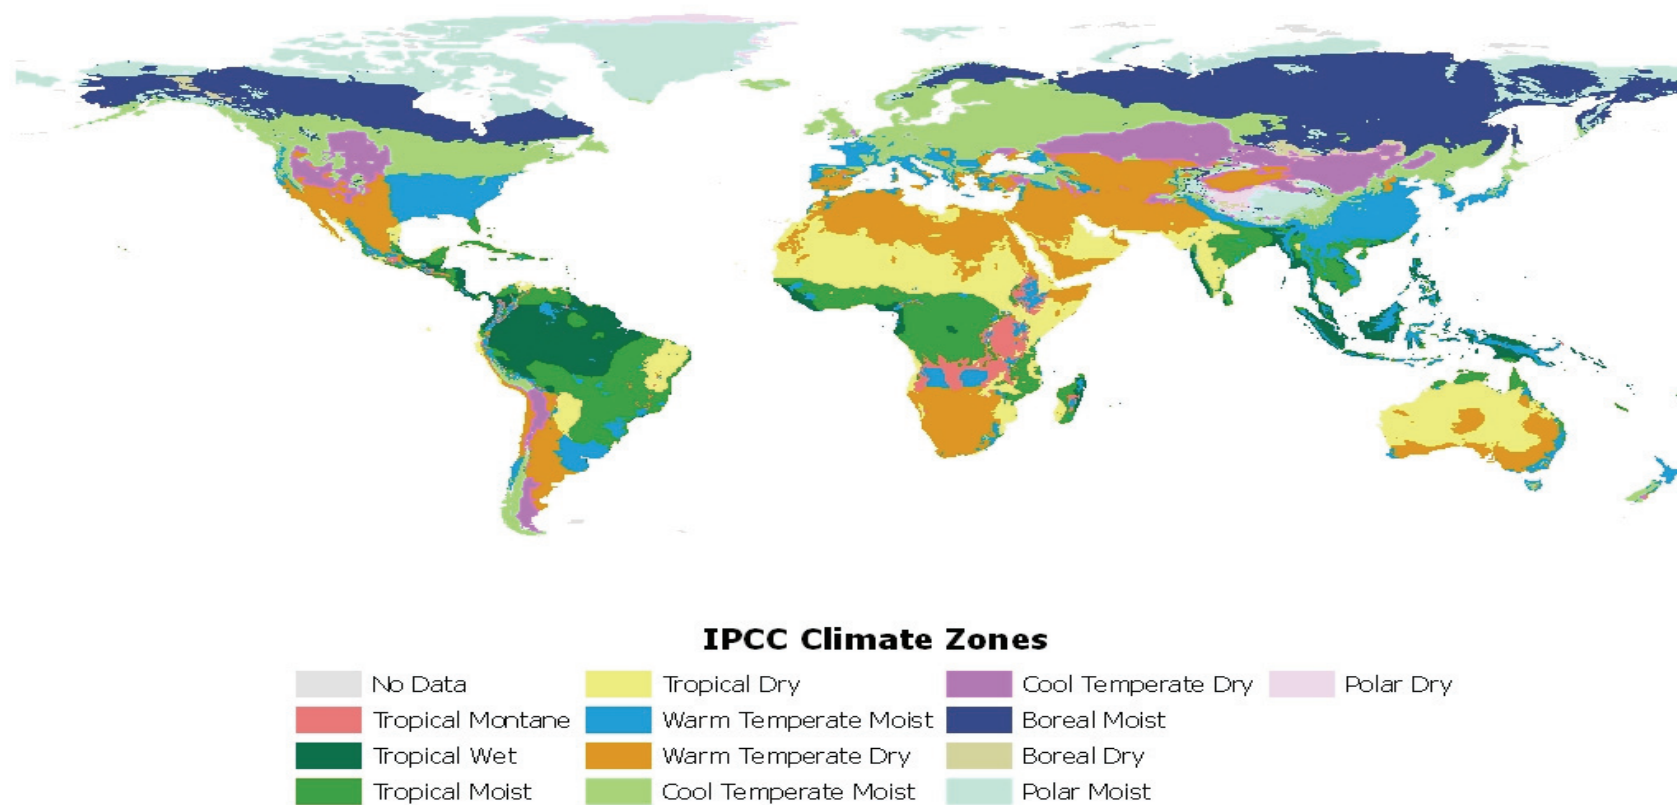 IPCC Climate Zones
No Data
Tropical Montane
Tropical Wet
Tropical Moist
Tropical Dry
Warm Temperate Moist
Warm Temperate Dry
Cool Temperate Moist
Cool Temperate Dry
Boreal Moist
Boreal Dry
Polar Moist
Polar Dry